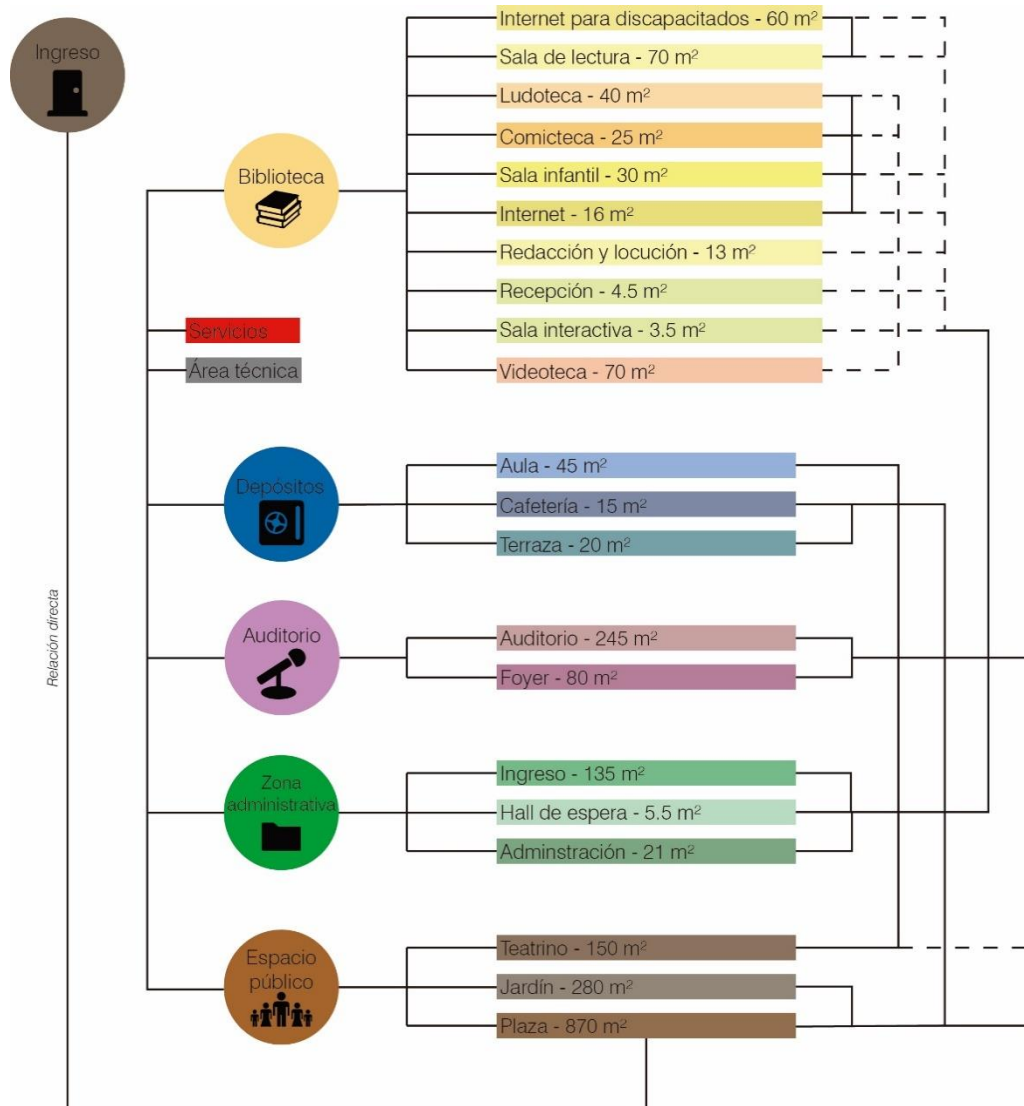 Ingreso
Internet para discapacitados - 60 m²
Sala de lectura - 70 m²
Ludoteca - 40 m²
Comicteca - 25 m²
Biblioteca
Sala infantil - 30 m²
Internet - 16 m²
Redacción y locución - 13 m²
Recepción - 4.5 m²
Servicios
Sala interactiva - 3.5 m²
Área técnica
Videoteca - 70 m²
Depósitos
Aula - 45 m²
Cafetería - 15 m²
Terraza - 20 m²
Relación directa
Auditorio
Auditorio - 245 m²
Foyer - 80 m²
Zona
administrativa
Ingreso - 135 m²
Hall de espera - 5.5 m²
Adminstración - 21 m²
Espacio
público
Teatrino - 150 m²
Jardín - 280 m²
Plaza - 870 m²